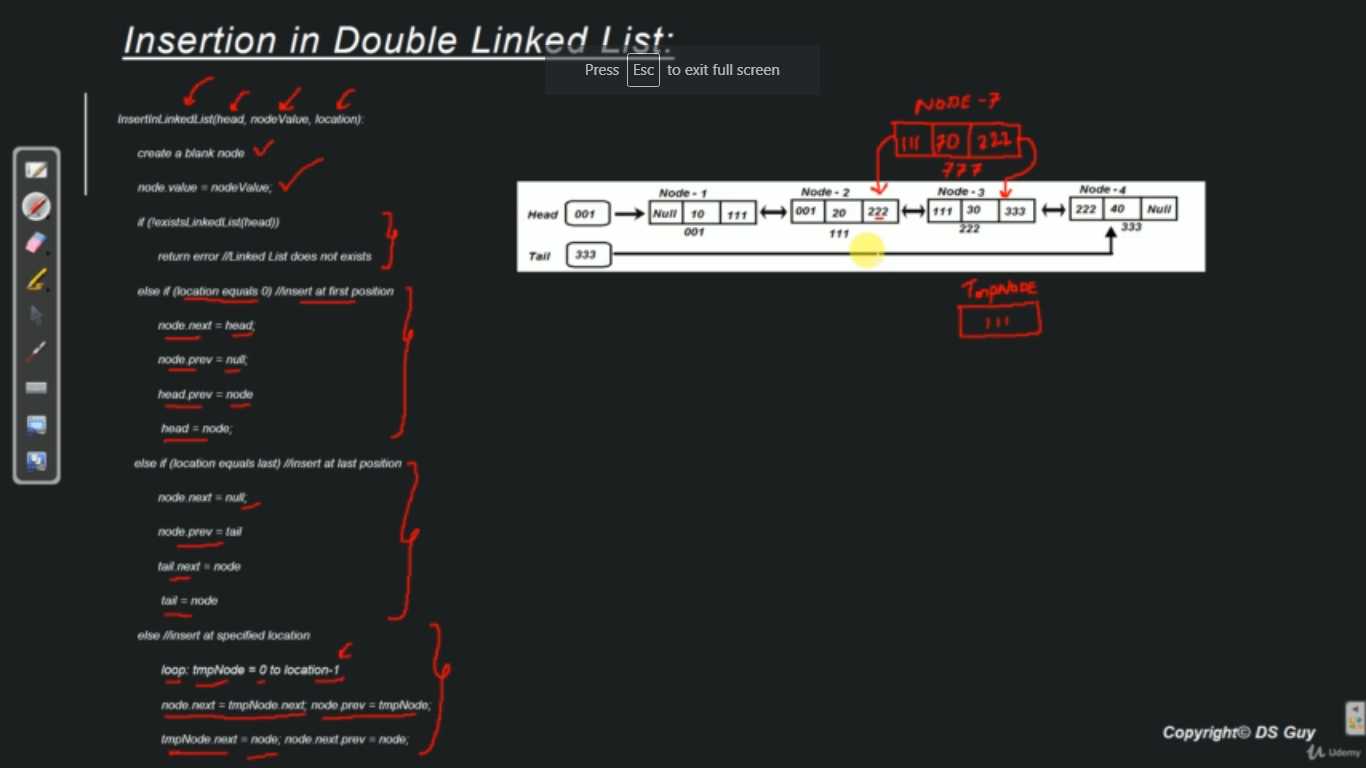 Insertion in Double Linked List:
Press Esc to exit full screen
InsertInLinkedList(head, nodeValue, location):
create a blank node
node.value = nodeValue;
if (!existsLinkedList(head))
return error //Linked List does not exists
else if (location equals 0) //insert at first position
node.next = head;
node.prev = null;
head.prev = node
head = node;
else if (location equals last) //insert at last position
node.next = null;
node.prev = tail
tail.next = node
tail = node
else //insert at specified location
loop: tmpNode = 0 to location-1
node.next = tmpNode.next; node.prev = tmpNode;
tmpNode.next = node; node.next.prev = node;
NODE-7
111 70 222
777
Node - 1 Node - 2 Node - 3 Node - 4
Head 001 Null 10 111 001 20 222 111 30 333 222 40 Null
001 111 222 333
Tail 333
TmpNODE
111
Copyright© DS Guy
Udemy